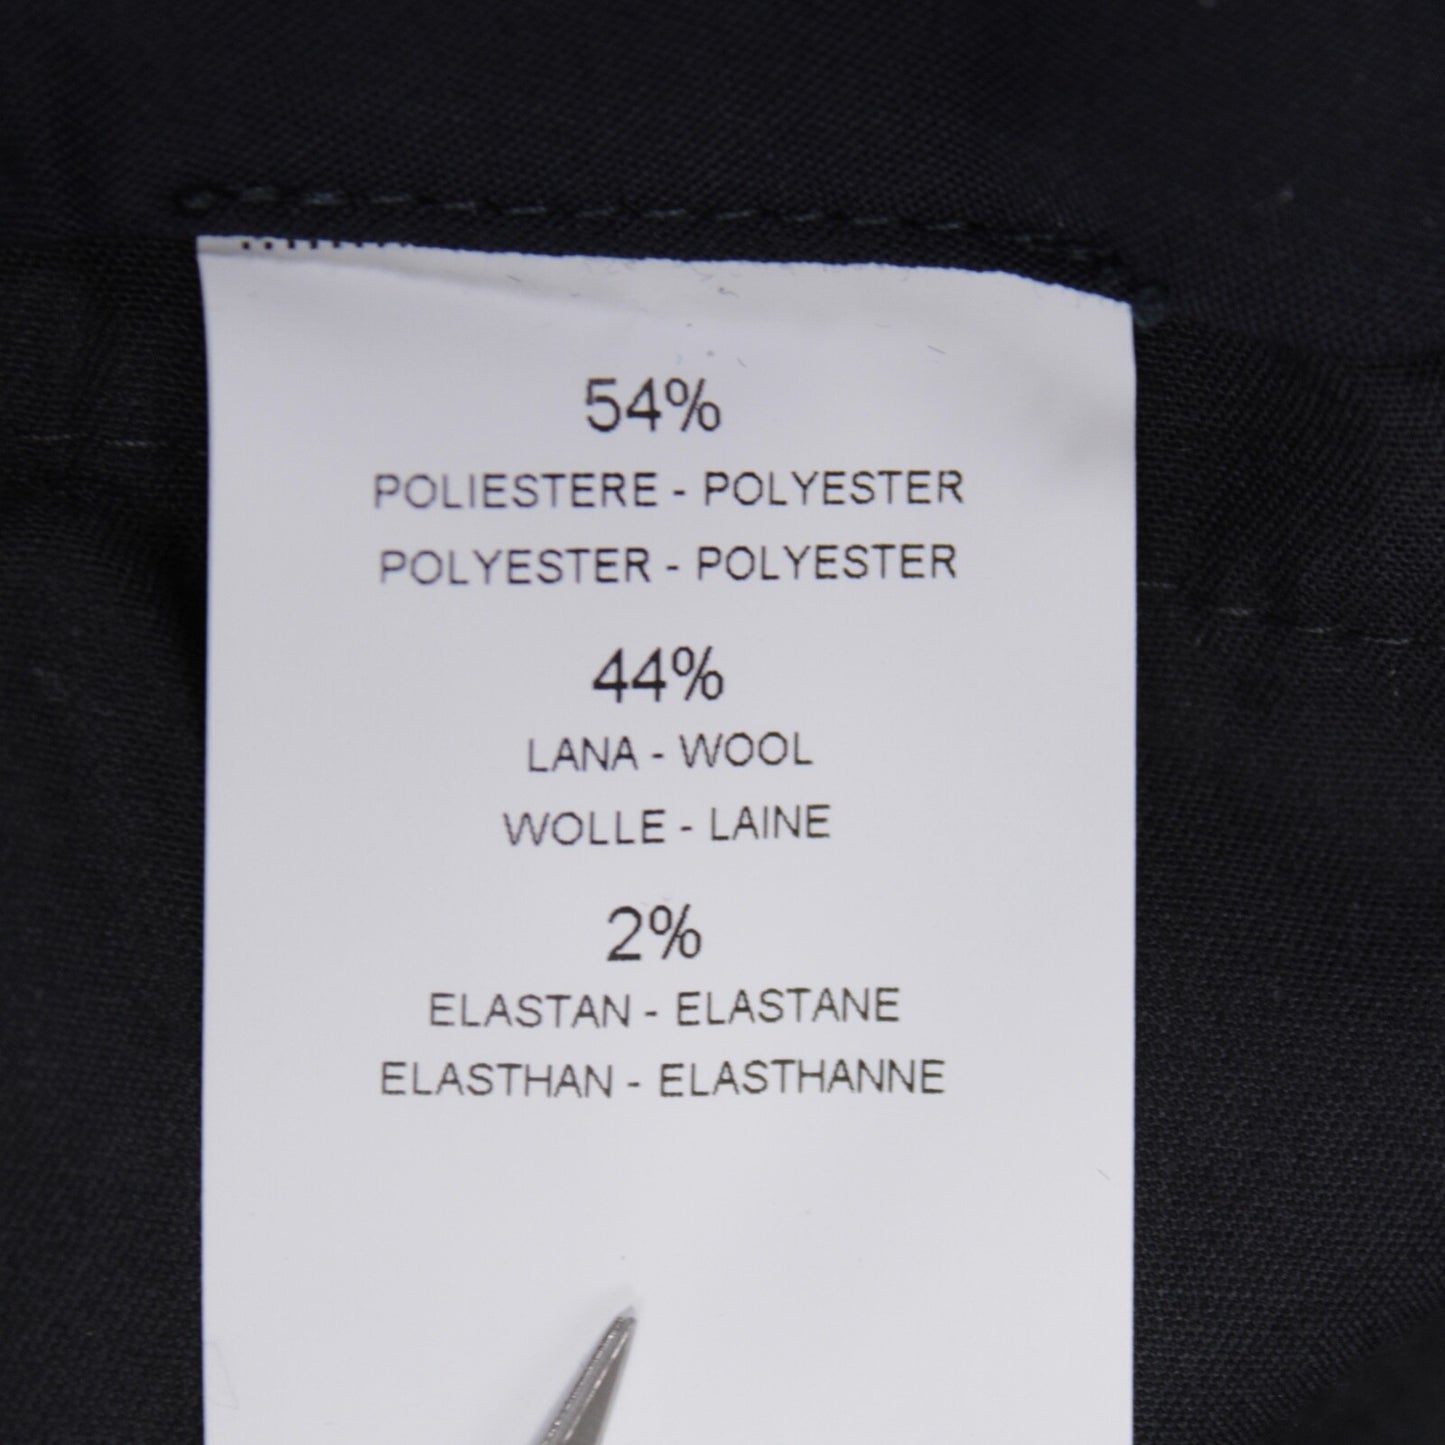 54%
POLIESTERE - POLYESTER
POLYESTER - POLYESTER
44%
LANA - WOOL
WOLLE - LAINE
2%
ELASTAN - ELASTANE
ELASTHAN - ELASTHANNE